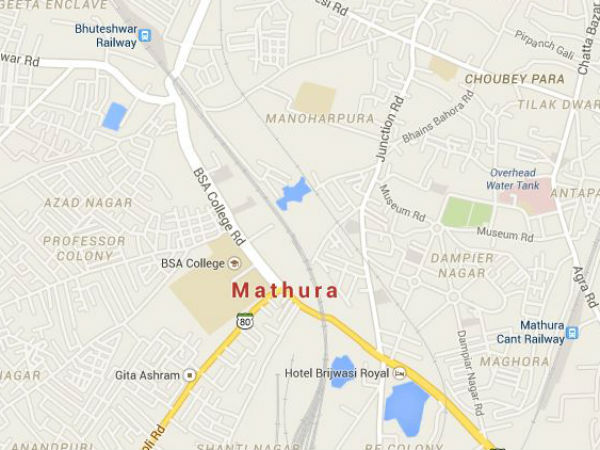 GEETA ENCLAVE
Bhuteshwar
Railway
war Rd
esi Rd
Pirpanch Gali
Chatta Bazar
CHOUBEY PARA
TILAK DWAR
MANOHARPURA
Junction Rd
Bhains Bahora Rd
Overhead
Water Tank
ANTAPA
BSA College Rd
AZAD NAGAR
Museum Rd
Museum Rd
PROFESSOR
COLONY
BSA College
DAMPIER
NAGAR
Agra Rd
Mathura
80
Mathura
Cant Railway
Dampiar Nagar Rd
MAGHORA
NAGAR
Gita Ashram
Hotel Brijwasi Royal
oli Rd
ANANDPURI
SHANTI NAGAR
RE COLONY